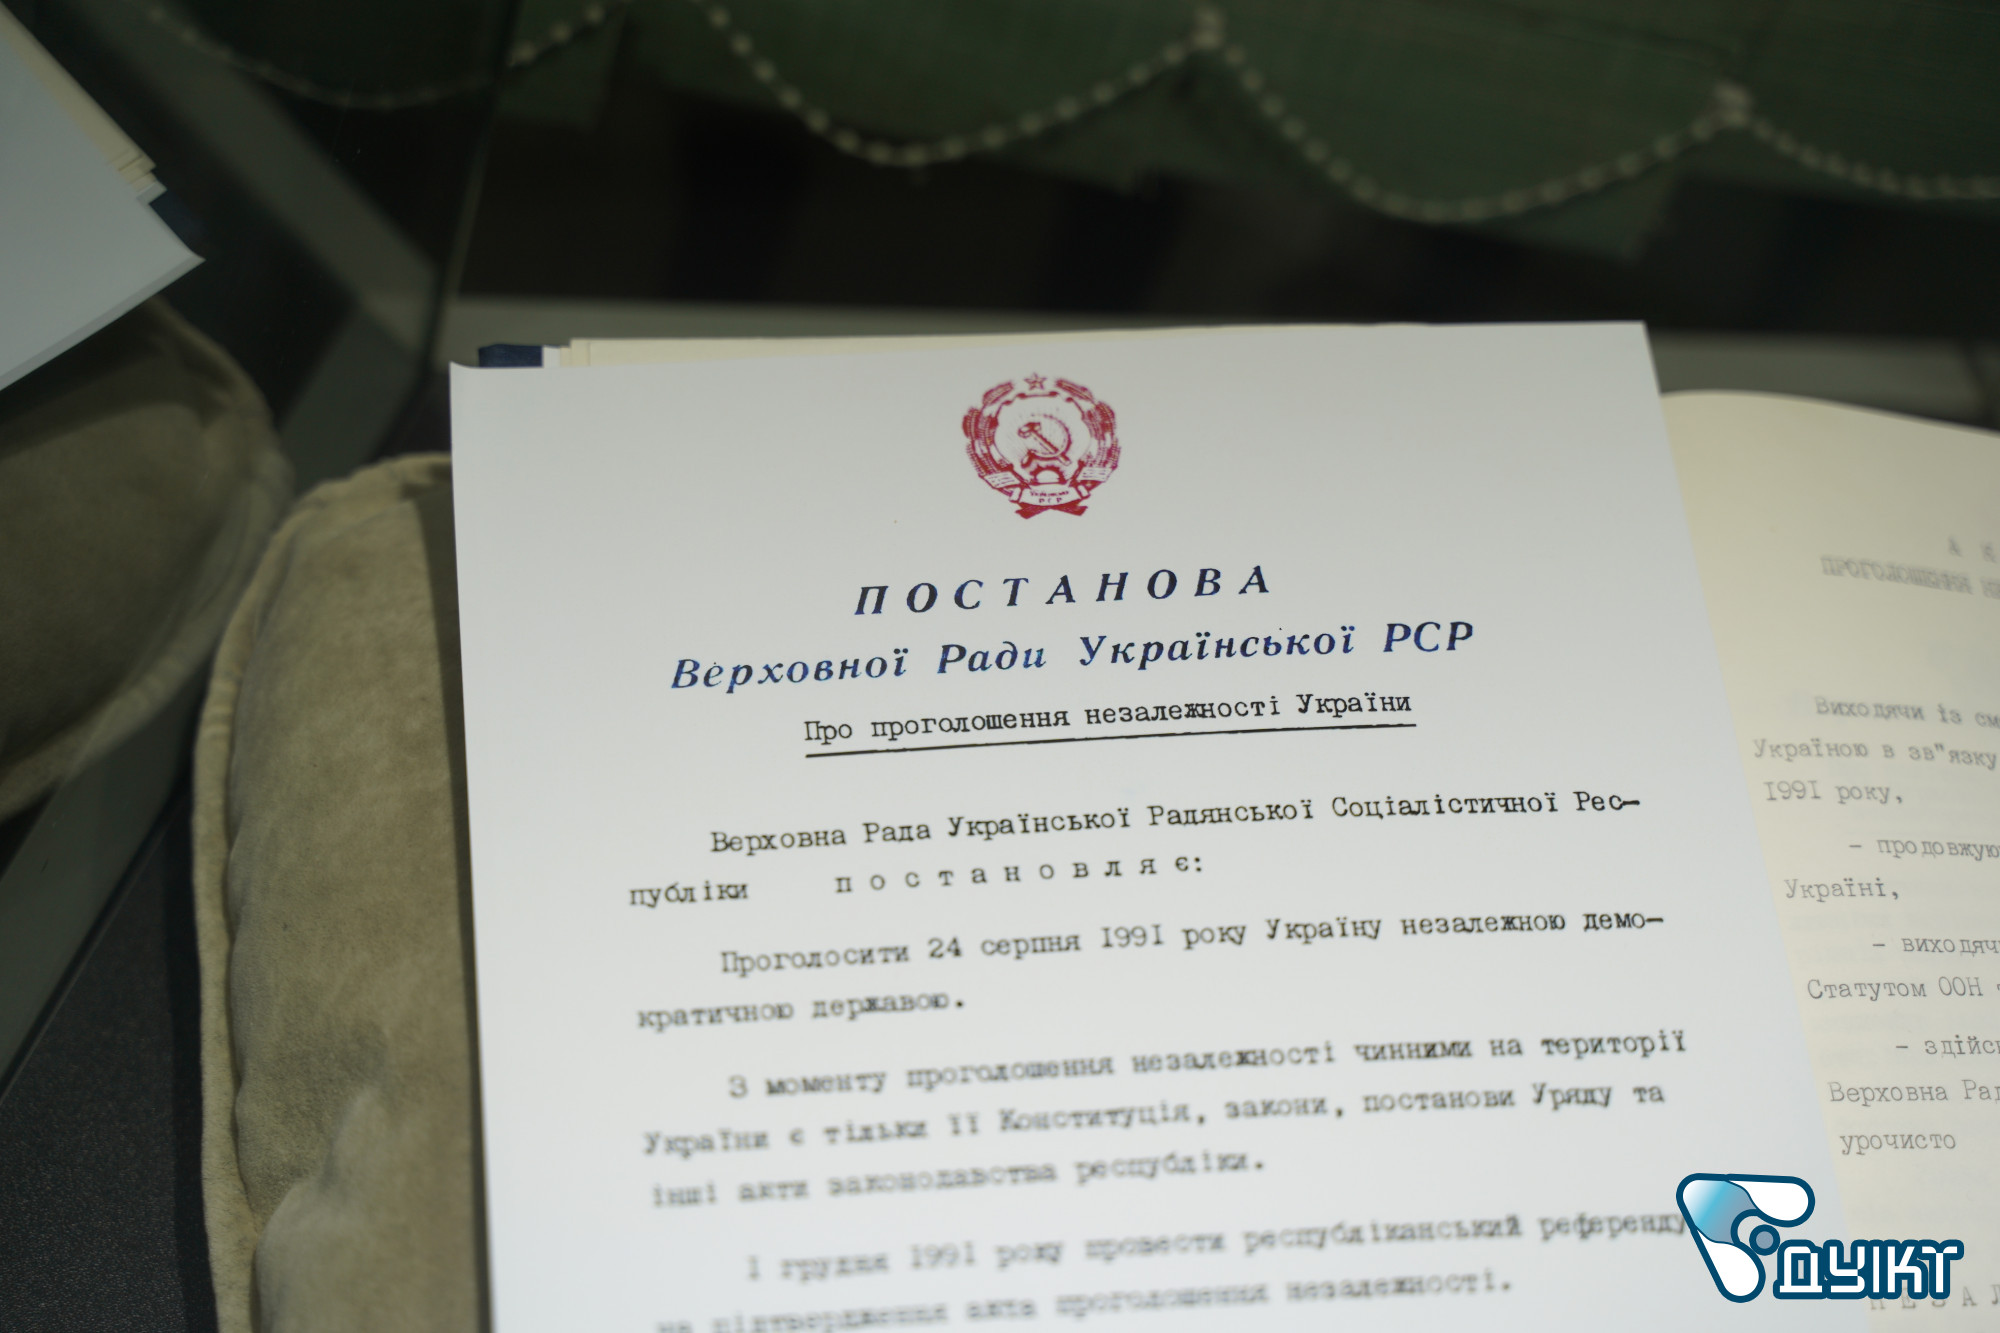 ПОСТАНОВА
Верховної Ради Української РСР
Про проголошення незалежності України
Верховна Рада Української Радянської Соціалістичної Рес-
публіки п о с т а н о в л я є:
Проголосити 24 серпня 1991 року Україну незалежною демо-
кратичною державою.
З моменту проголошення незалежності чинними на території
України є тільки її Конституція, закони, постанови Уряду та
інші акти законодавства республіки.
1 грудня 1991 року провести республіканський референду
на підтвердження акта проголошення незалежності.
А К
ПРОГОЛОШЕННЯ
Виходячи із
Україною в зв"язку
1991 року,
- продовжую
Україні,
- виходячи
Статутом ООН
- здійс
Верховна Рад
урочисто
ДУІКТ